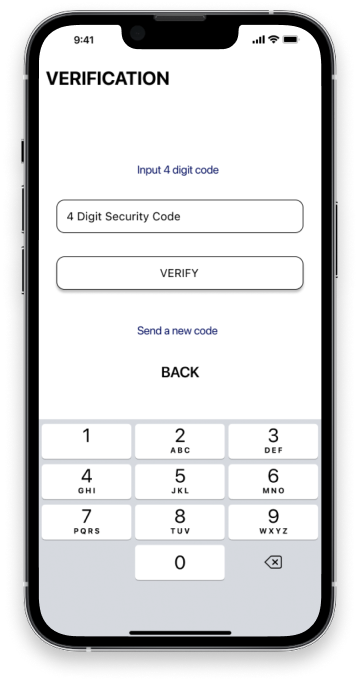 9:41
VERIFICATION
Input 4 digit code
4 Digit Security Code
VERIFY
Send a new code
BACK
1
2
ABC
3
DEF
4
GHI
5
JKL
6
MNO
7
PQRS
8
TUV
9
WXYZ
0